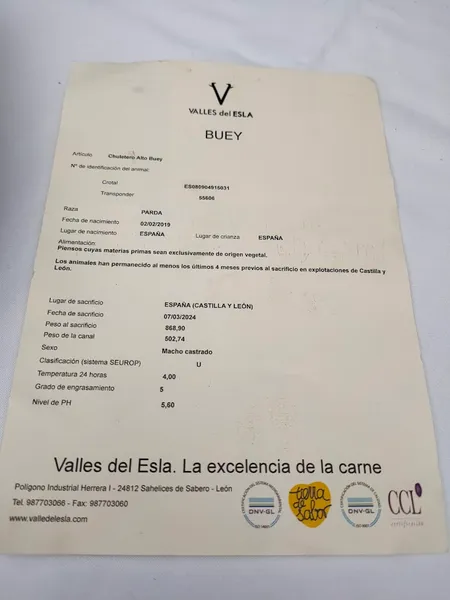 VALLES del ESLA
BUEY
Artículo Chuletero Alto Buey
Nº de identificación del animal:
Crotal ES080904915031
Transponder 55606
Raza PARDA
Fecha de nacimiento 02/02/2019
Lugar de nacimiento ESPAÑA Lugar de crianza ESPAÑA
Alimentación:
Piensos cuyas materias primas sean exclusivamente de origen vegetal.
Los animales han permanecido al menos los últimos 4 meses previos al sacrificio en explotaciones de Castilla y
León.
Lugar de sacrificio ESPAÑA (CASTILLA Y LEÓN)
Fecha de sacrificio 07/03/2024
Peso al sacrificio 868,90
Peso de la canal 502,74
Sexo Macho castrado
Clasificación (sistema SEUROP) U
Temperatura 24 horas 4,00
Grado de engrasamiento 5
Nivel de PH 5,60
Valles del Esla. La excelencia de la carne
Polígono Industrial Herrera I - 24812 Sahelices de Sabero - León
Tel. 987703066 - Fax: 987703060
www.valledelesla.com
DNV·GL
tierra de sabor
DNV·GL
CCL
certificación